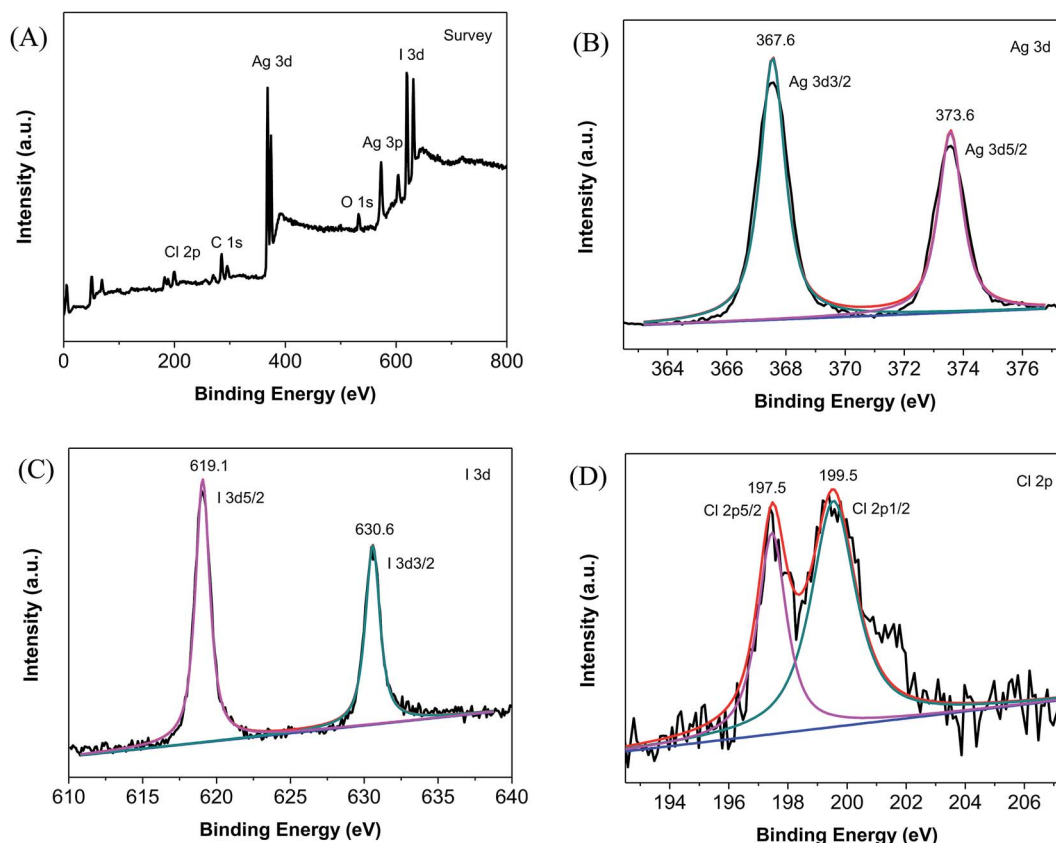 (A)
Survey
Ag 3d
I 3d
Ag 3p
O 1s
Cl 2p
C 1s
Intensity (a.u.)
0 200 400 600 800
Binding Energy (eV)
(B)
367.6
Ag 3d
Ag 3d3/2
373.6
Ag 3d5/2
Intensity (a.u.)
364 366 368 370 372 374 376
Binding Energy (eV)
(C)
619.1
I 3d
I 3d5/2
630.6
I 3d3/2
Intensity (a.u.)
610 615 620 625 630 635 640
Binding Energy (eV)
(D)
197.5 199.5
Cl 2p
Cl 2p5/2 Cl 2p1/2
Intensity (a.u.)
194 196 198 200 202 204 206
Binding Energy (eV)